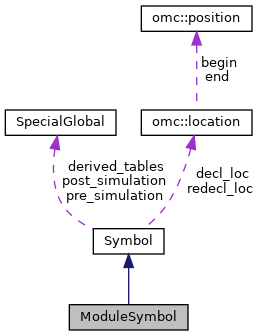 omc::position
begin
end
SpecialGlobal
omc::location
derived_tables
post_simulation
pre_simulation
decl_loc
redecl_loc
Symbol
ModuleSymbol